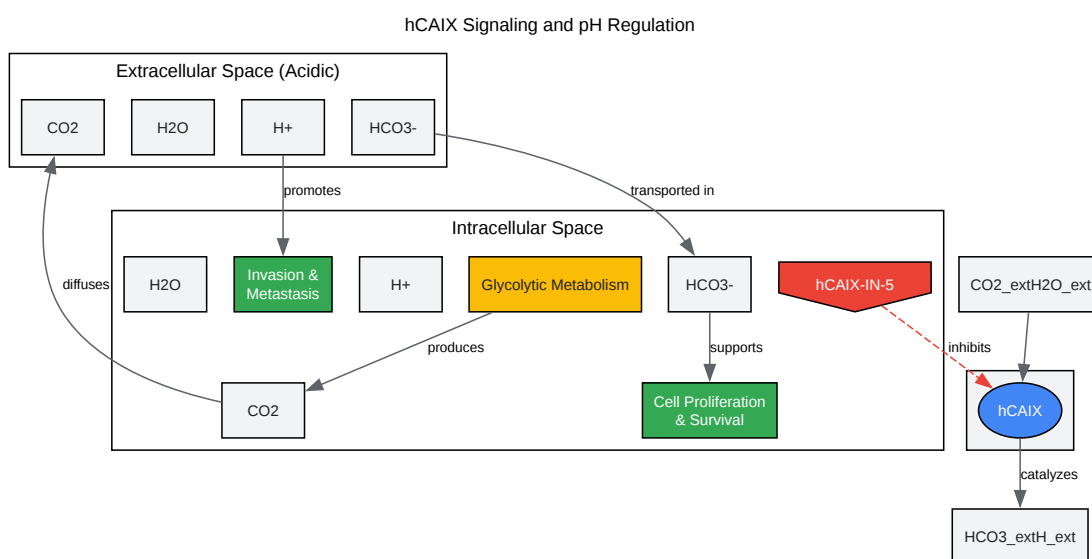 hCAIX Signaling and pH Regulation
Extracellular Space (Acidic)
CO2
H2O
H+
HCO3-
promotes
transported in
Intracellular Space
diffuses
H2O
Invasion &
Metastasis
H+
Glycolytic Metabolism
HCO3-
hCAIX-IN-5
CO2_extH2O_ext
produces
supports
inhibits
CO2
Cell Proliferation
& Survival
hCAIX
catalyzes
HCO3_extH_ext